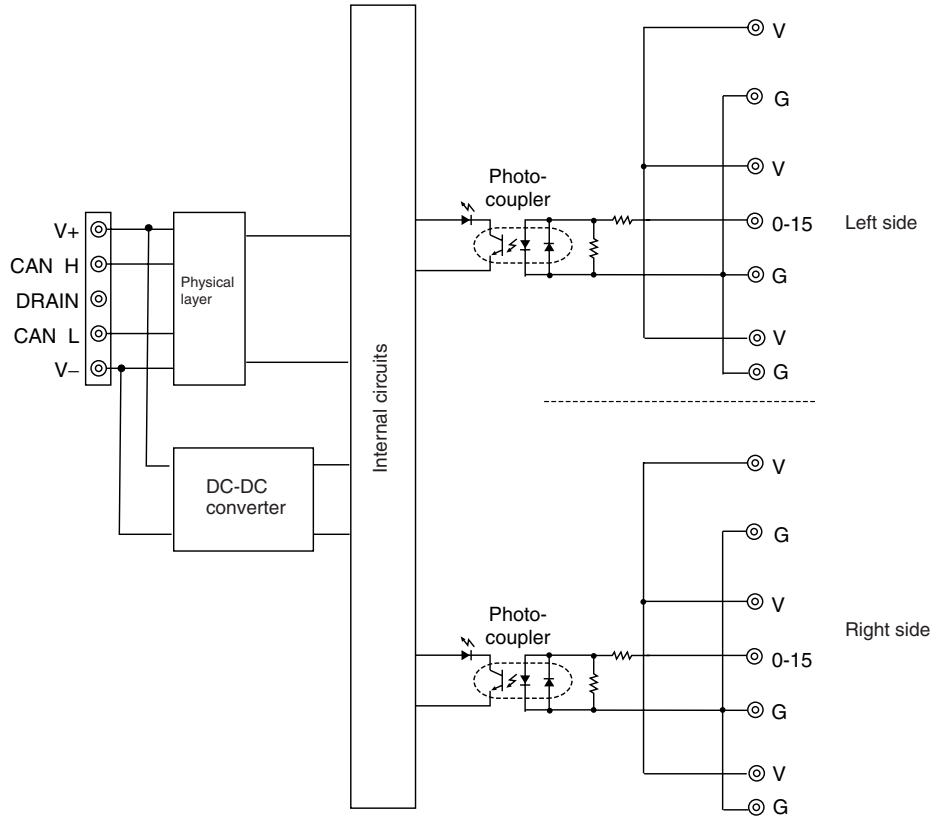 V+
CAN H
DRAIN
CAN L
V–
Physical
layer
DC-DC
converter
Internal circuits
Photo-
coupler
V
G
V
0-15
G
V
G
Left side
Photo-
coupler
V
G
V
0-15
G
V
G
Right side